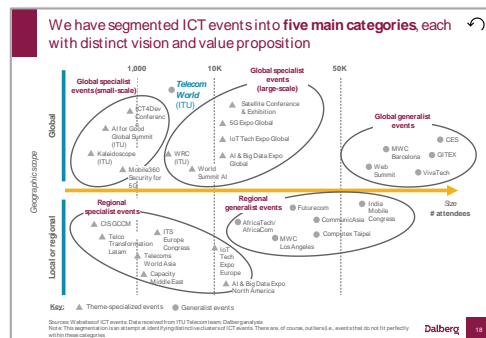 We have segmented ICT events into five main categories, each
with distinct vision and value proposition
Global specialist
events (small-scale)
1,000
Telecom
World
(ITU)
10K
Global specialist
events
(large-scale)
50K
ICT4Dev
Conferenc
AI for Good
Global Summit
(ITU)
Kaleidoscope
(ITU)
Mobile360
Security for
5G
WRC
(ITU)
World
Summit AI
Satellite Conference
& Exhibition
5G Expo Global
IoT Tech Expo Global
AI & Big Data Expo
Global
Global generalist
events
CES
MWC
Barcelona
GITEX
Web
Summit
VivaTech
Global
Geographic scope
Local or regional
Size
# attendees
Regional
specialist events
CISGCCM
Telco
Transformation
Latam
ITS
Europe
Congress
Telecoms
World Asia
Capacity
Middle East
IoT
Tech
Expo
Europe
AI & Big Data Expo
North America
Regional
generalist events
AfricaTech/
AfricaCom
Futurecom
MWC
Los Angeles
CommunicAsia
Computex Taipei
India
Mobile
Congress
Key:
Theme-specialized events
Generalist events
Sources: Websites of ICT events; Data received from ITU Telecom team; Dalberg analysis
Note: This segmentation is an attempt at identifying distinctive clusters of ICT events. There are, of course, outliers (i.e., events that do not fit perfectly
within these categories
Dalberg
18